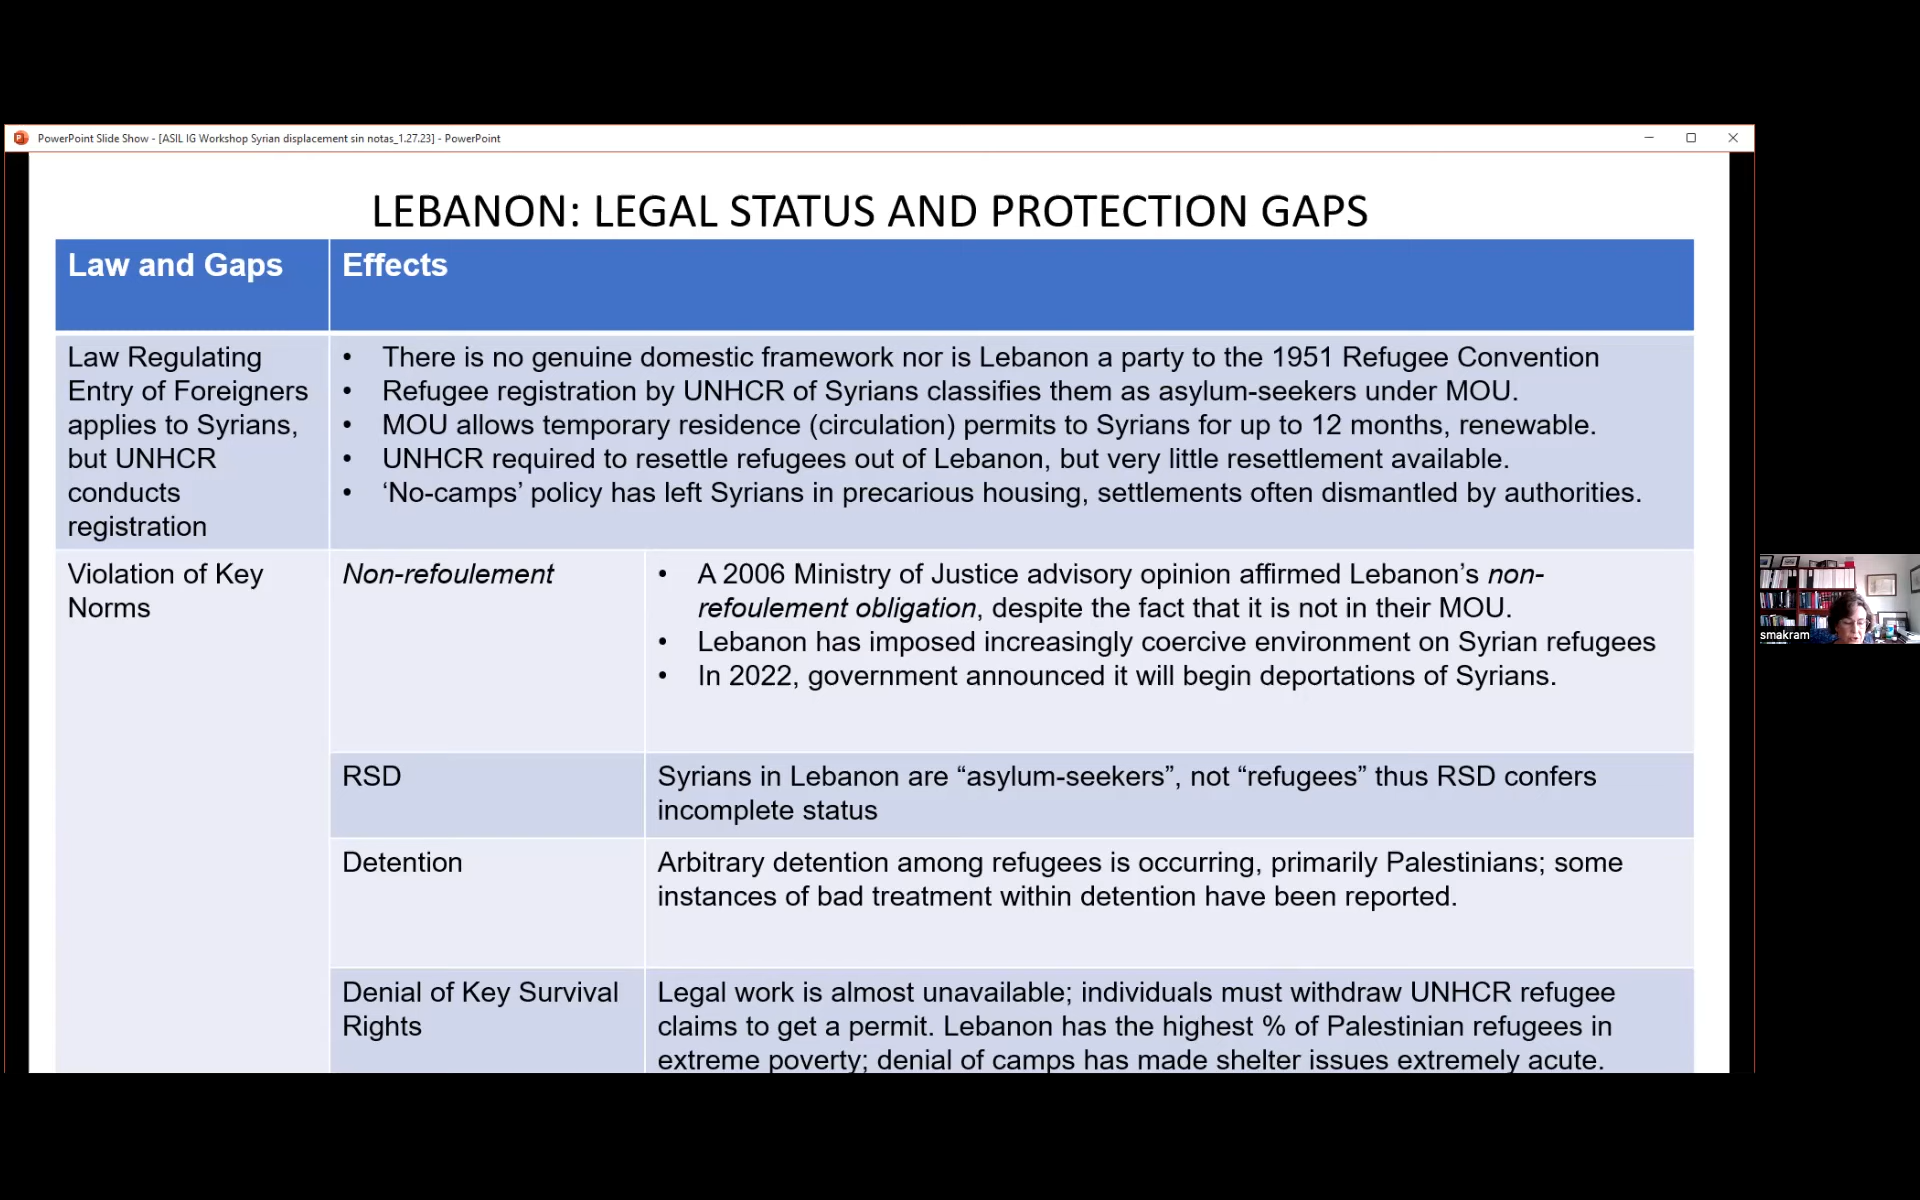 PowerPoint Slide Show - [ASIL IG Workshop Syrian displacement sin notas_1.27.23] - PowerPoint
LEBANON: LEGAL STATUS AND PROTECTION GAPS
Law and Gaps
Effects
Law Regulating
Entry of Foreigners
applies to Syrians,
but UNHCR
conducts
registration
• There is no genuine domestic framework nor is Lebanon a party to the 1951 Refugee Convention
• Refugee registration by UNHCR of Syrians classifies them as asylum-seekers under MOU.
• MOU allows temporary residence (circulation) permits to Syrians for up to 12 months, renewable.
• UNHCR required to resettle refugees out of Lebanon, but very little resettlement available.
• ‘No-camps’ policy has left Syrians in precarious housing, settlements often dismantled by authorities.
Violation of Key
Norms
Non-refoulement
• A 2006 Ministry of Justice advisory opinion affirmed Lebanon’s non-
refoulement obligation, despite the fact that it is not in their MOU.
• Lebanon has imposed increasingly coercive environment on Syrian refugees
• In 2022, government announced it will begin deportations of Syrians.
RSD
Syrians in Lebanon are “asylum-seekers”, not “refugees” thus RSD confers
incomplete status
Detention
Arbitrary detention among refugees is occurring, primarily Palestinians; some
instances of bad treatment within detention have been reported.
Denial of Key Survival
Rights
Legal work is almost unavailable; individuals must withdraw UNHCR refugee
claims to get a permit. Lebanon has the highest % of Palestinian refugees in
extreme poverty; denial of camps has made shelter issues extremely acute.
smakram